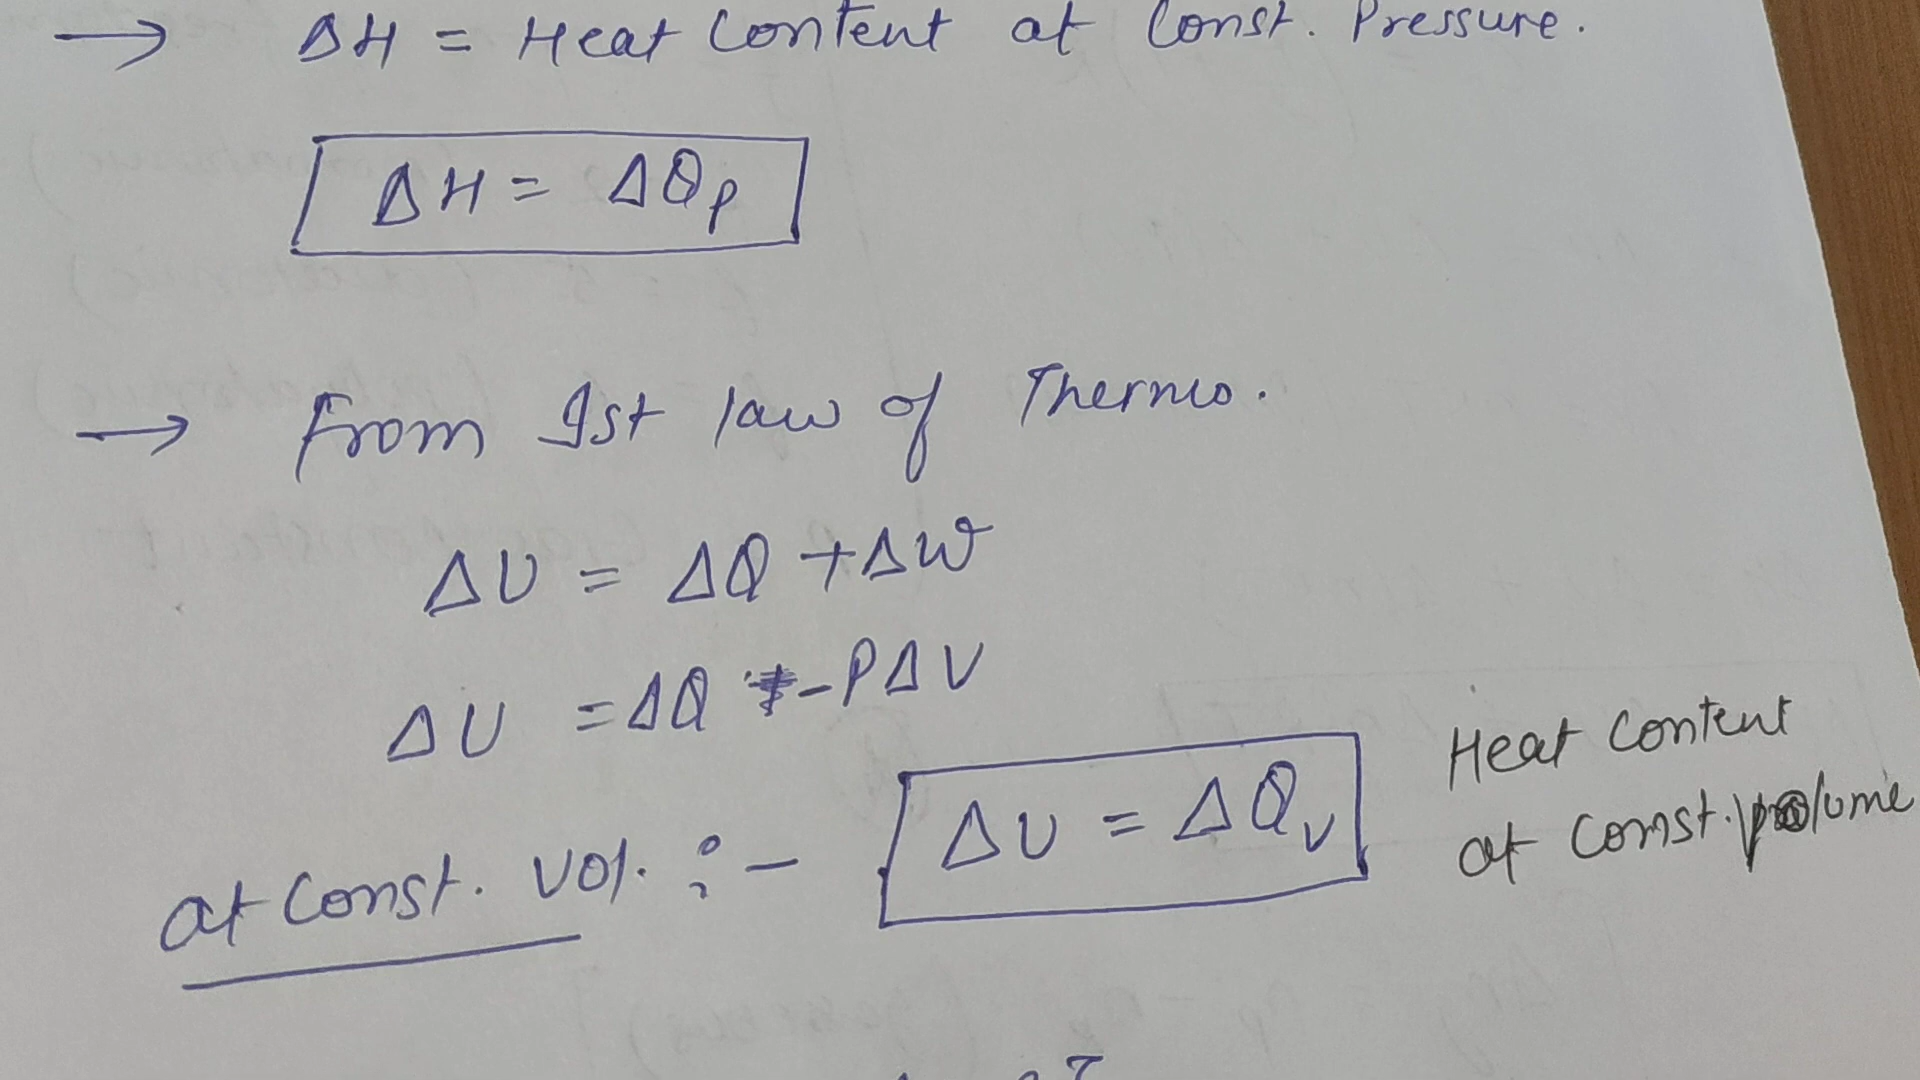 → ΔH = Heat Content at Const. Pressure.
ΔH = ΔQp
→ From Ist law of Thermo.
ΔU = ΔQ + ΔW
ΔU = ΔQ - PΔV
at Const. Vol. :- ΔU = ΔQv
Heat Content
at Const. volume